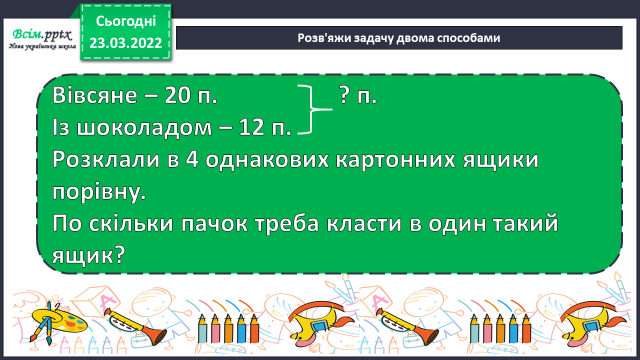 Всім.pptx
Нова українська школа
Сьогодні
23.03.2022
Розв'яжи задачу двома способами
Вівсяне – 20 п. ? п.
Із шоколадом – 12 п.
Розклали в 4 однакових картонних ящики
порівну.
По скільки пачок треба класти в один такий
ящик?